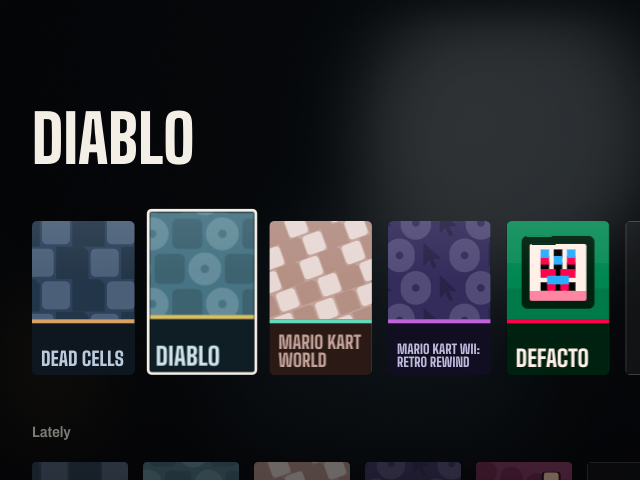 DIABLO
DEAD CELLS
DIABLO
MARIO KART
WORLD
MARIO KART WII:
RETRO REWIND
DEFACTO
Lately